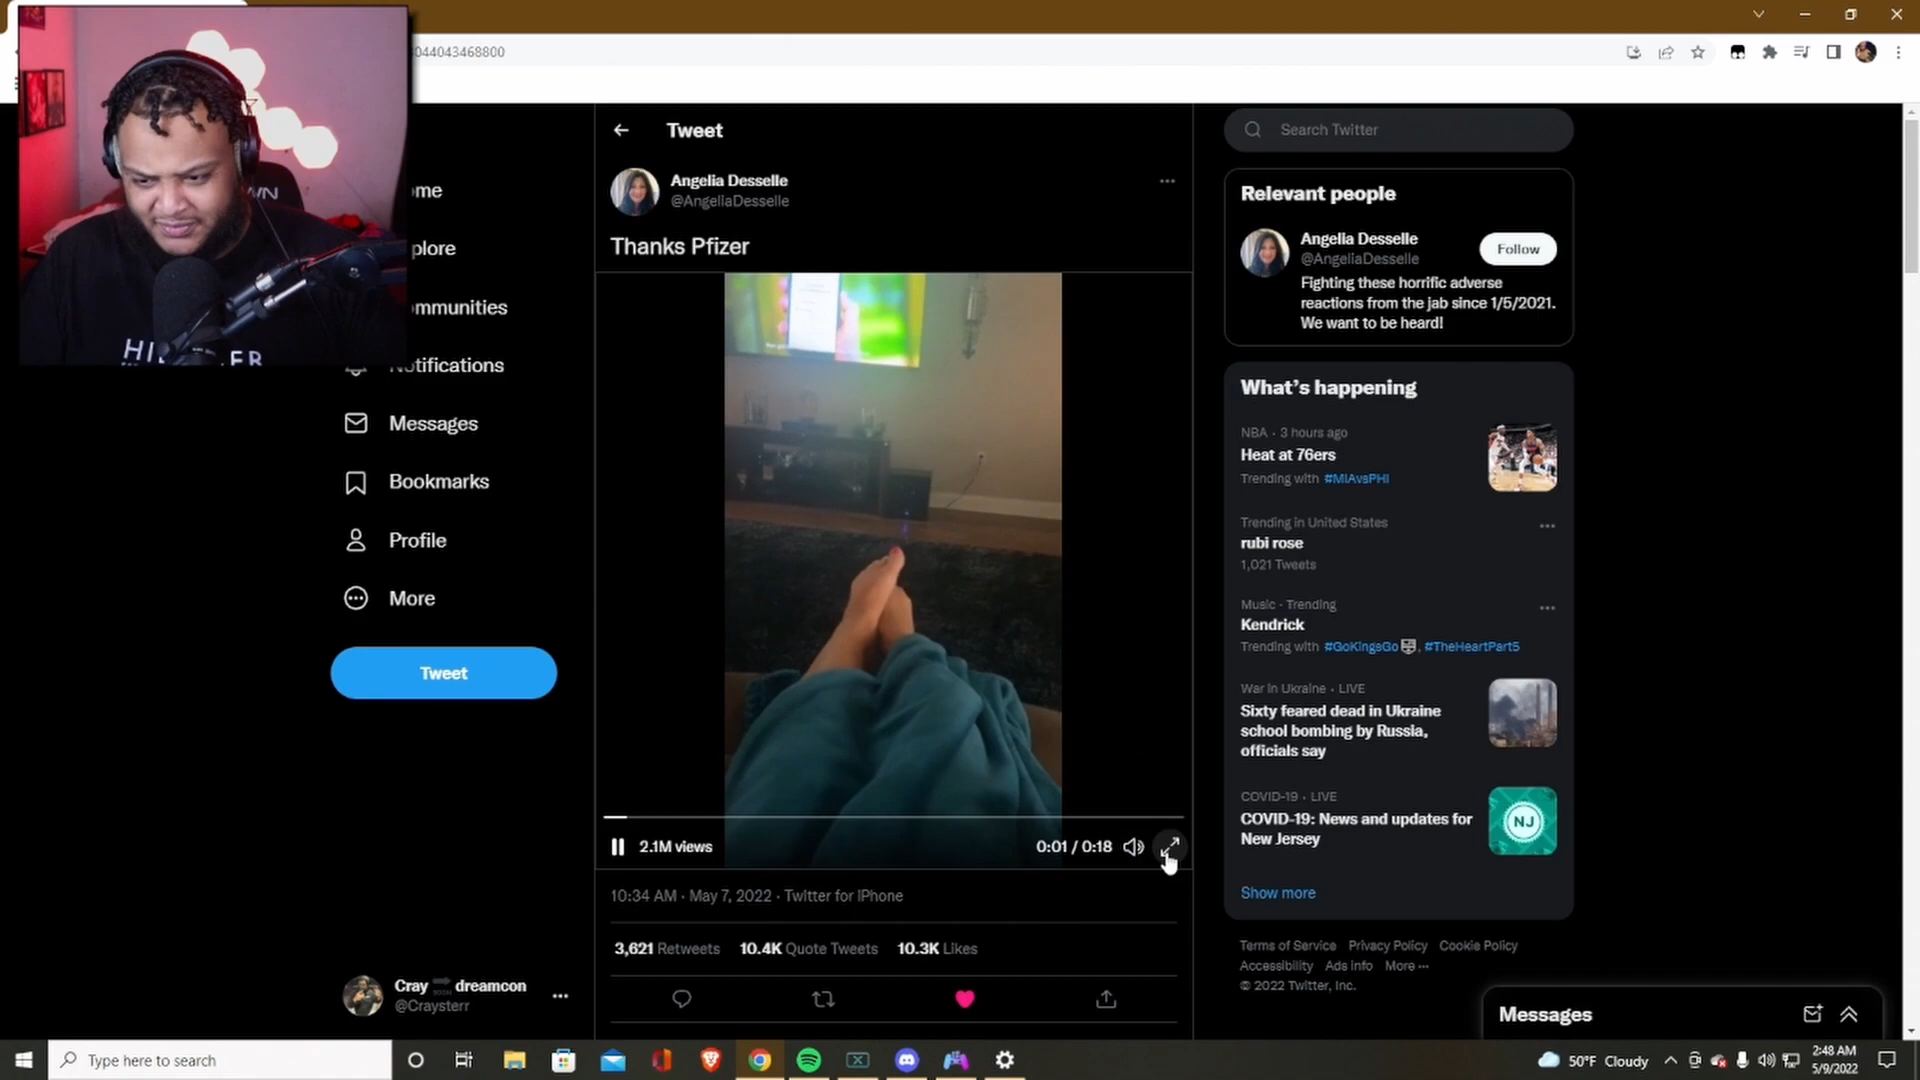 044043468800
Tweet
Angelia Desselle
@AngeliaDesselle
Thanks Pfizer
ome
plore
ommunities
Notifications
Messages
Bookmarks
Profile
More
Tweet
Cray dreamcon
@Craysterr
2.1M views
0:01 / 0:18
10:34 AM · May 7, 2022 · Twitter for iPhone
3,621 Retweets 10.4K Quote Tweets 10.3K Likes
Search Twitter
Relevant people
Angelia Desselle
@AngeliaDesselle
Follow
Fighting these horrific adverse
reactions from the jab since 1/5/2021.
We want to be heard!
What's happening
NBA · 3 hours ago
Heat at 76ers
Trending with #MIAvsPHI
Trending in United States
rubi rose
1,021 Tweets
Music · Trending
Kendrick
Trending with #GoKingsGo, #TheHeartPart5
War in Ukraine · LIVE
Sixty feared dead in Ukraine
school bombing by Russia,
officials say
COVID-19 · LIVE
COVID-19: News and updates for
New Jersey
NJ
Show more
Terms of Service Privacy Policy Cookie Policy
Accessibility Ads info More ···
© 2022 Twitter, Inc.
Messages
Type here to search
50°F Cloudy
2:48 AM
5/9/2022